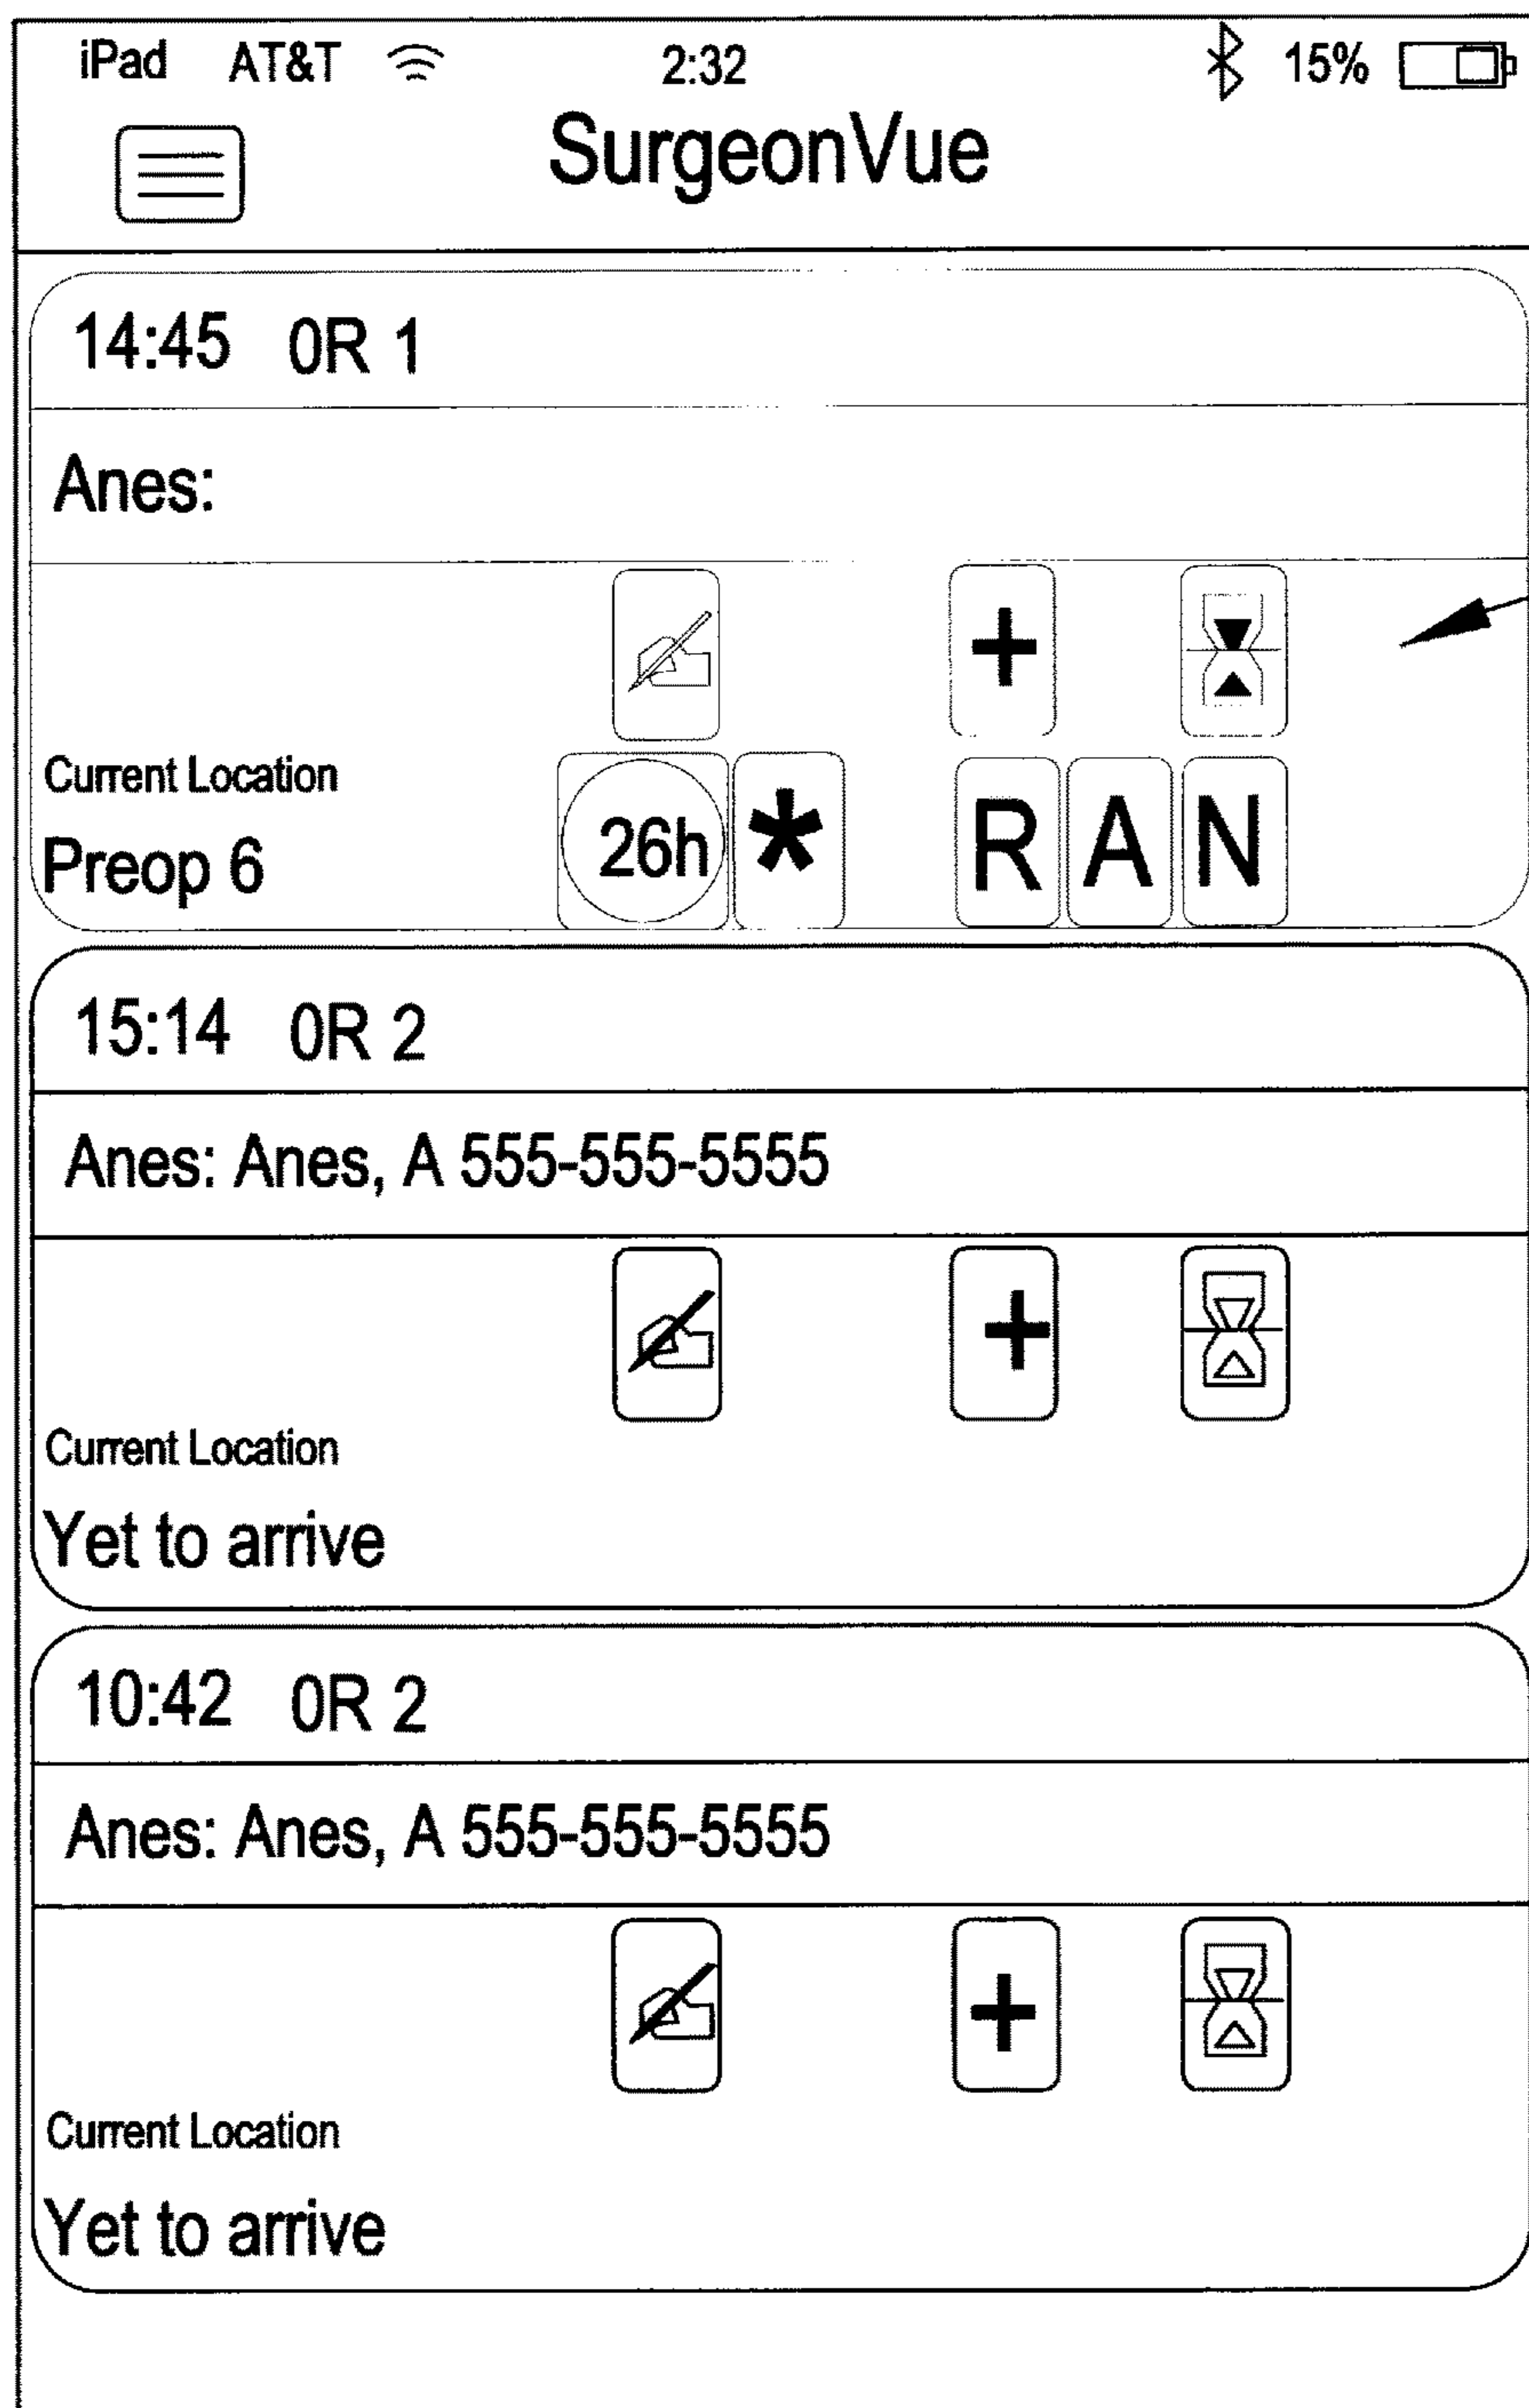 iPad AT&T 2:32 15%
SurgeonVue
14:45 0R 1
Anes:
+
Current Location
Preop 6
26h * R A N
15:14 0R 2
Anes: Anes, A 555-555-5555
+
Current Location
Yet to arrive
10:42 0R 2
Anes: Anes, A 555-555-5555
+
Current Location
Yet to arrive